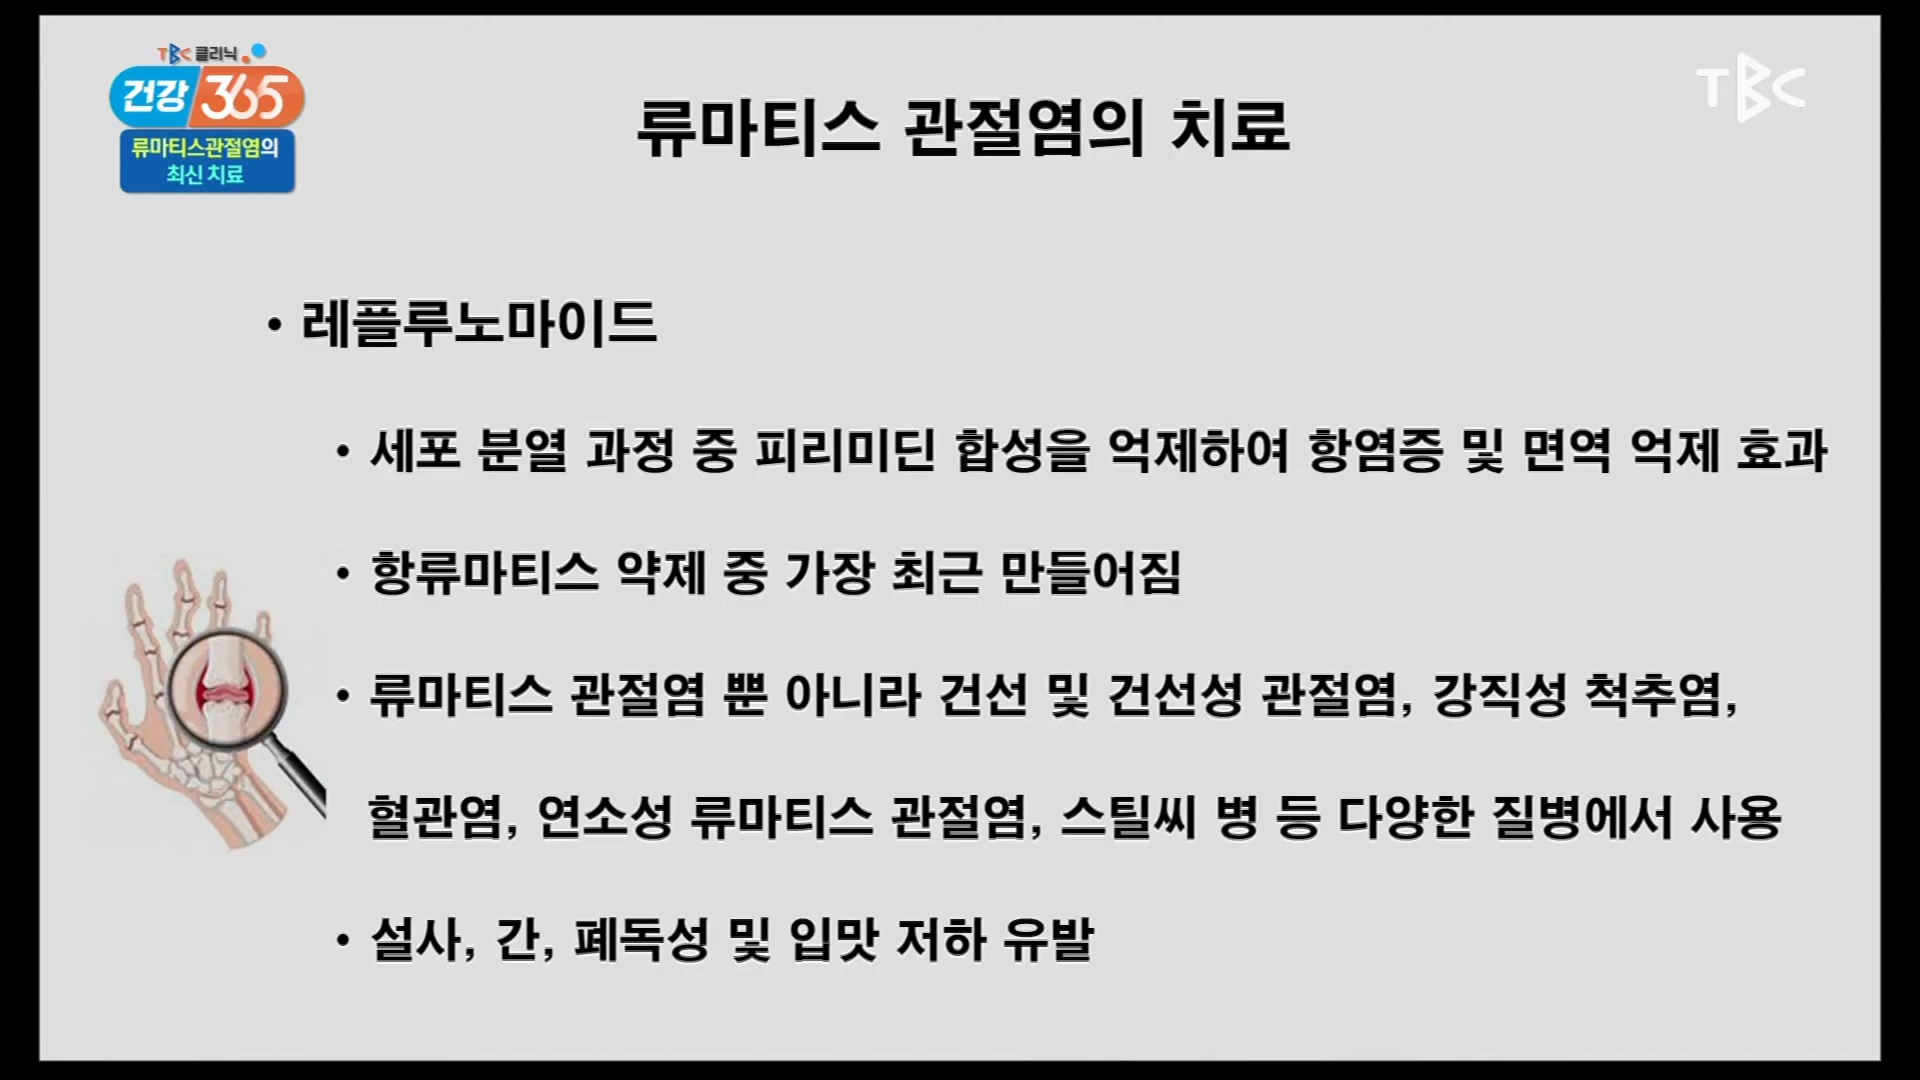 TBC 클리닉
건강 365
류마티스관절염의
최신 치료
TBC
류마티스 관절염의 치료
• 레플루노마이드
• 세포 분열 과정 중 피리미딘 합성을 억제하여 항염증 및 면역 억제 효과
• 항류마티스 약제 중 가장 최근 만들어짐
• 류마티스 관절염 뿐 아니라 건선 및 건선성 관절염, 강직성 척추염,
혈관염, 연소성 류마티스 관절염, 스틸씨 병 등 다양한 질병에서 사용
• 설사, 간, 폐독성 및 입맛 저하 유발